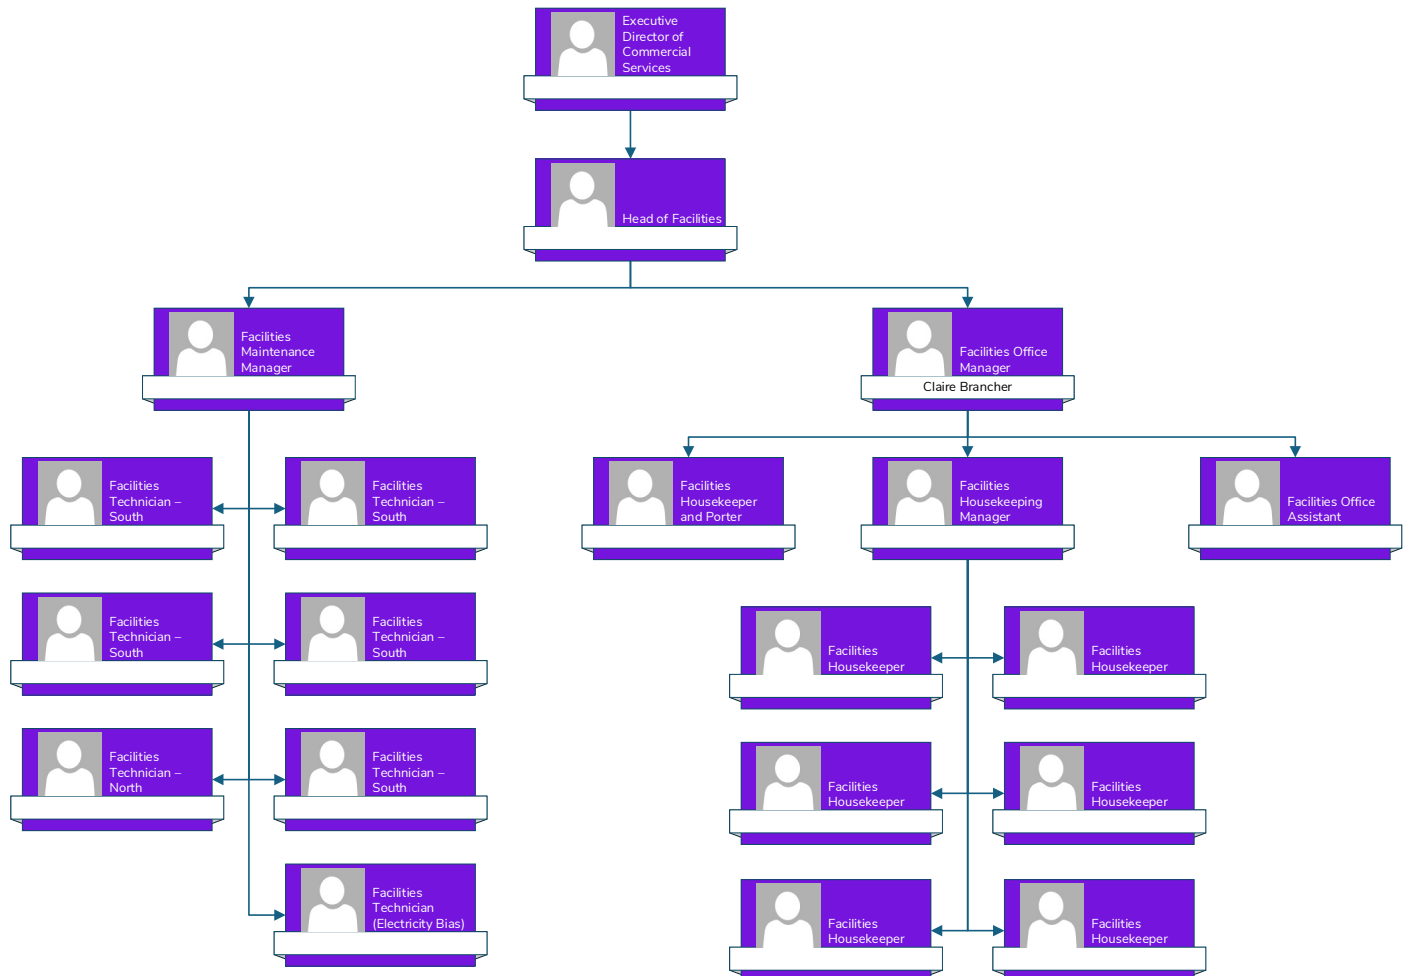 Executive
Director of
Commercial
Services
Head of Facilities
Facilities
Maintenance
Manager
Facilities Office
Manager
Claire Brancher
Facilities
Technician –
South
Facilities
Technician –
South
Facilities
Housekeeper
and Porter
Facilities
Housekeeping
Manager
Facilities Office
Assistant
Facilities
Technician –
South
Facilities
Technician –
South
Facilities
Housekeeper
Facilities
Housekeeper
Facilities
Technician –
North
Facilities
Technician –
South
Facilities
Housekeeper
Facilities
Housekeeper
Facilities
Technician
(Electricity Bias)
Facilities
Housekeeper
Facilities
Housekeeper